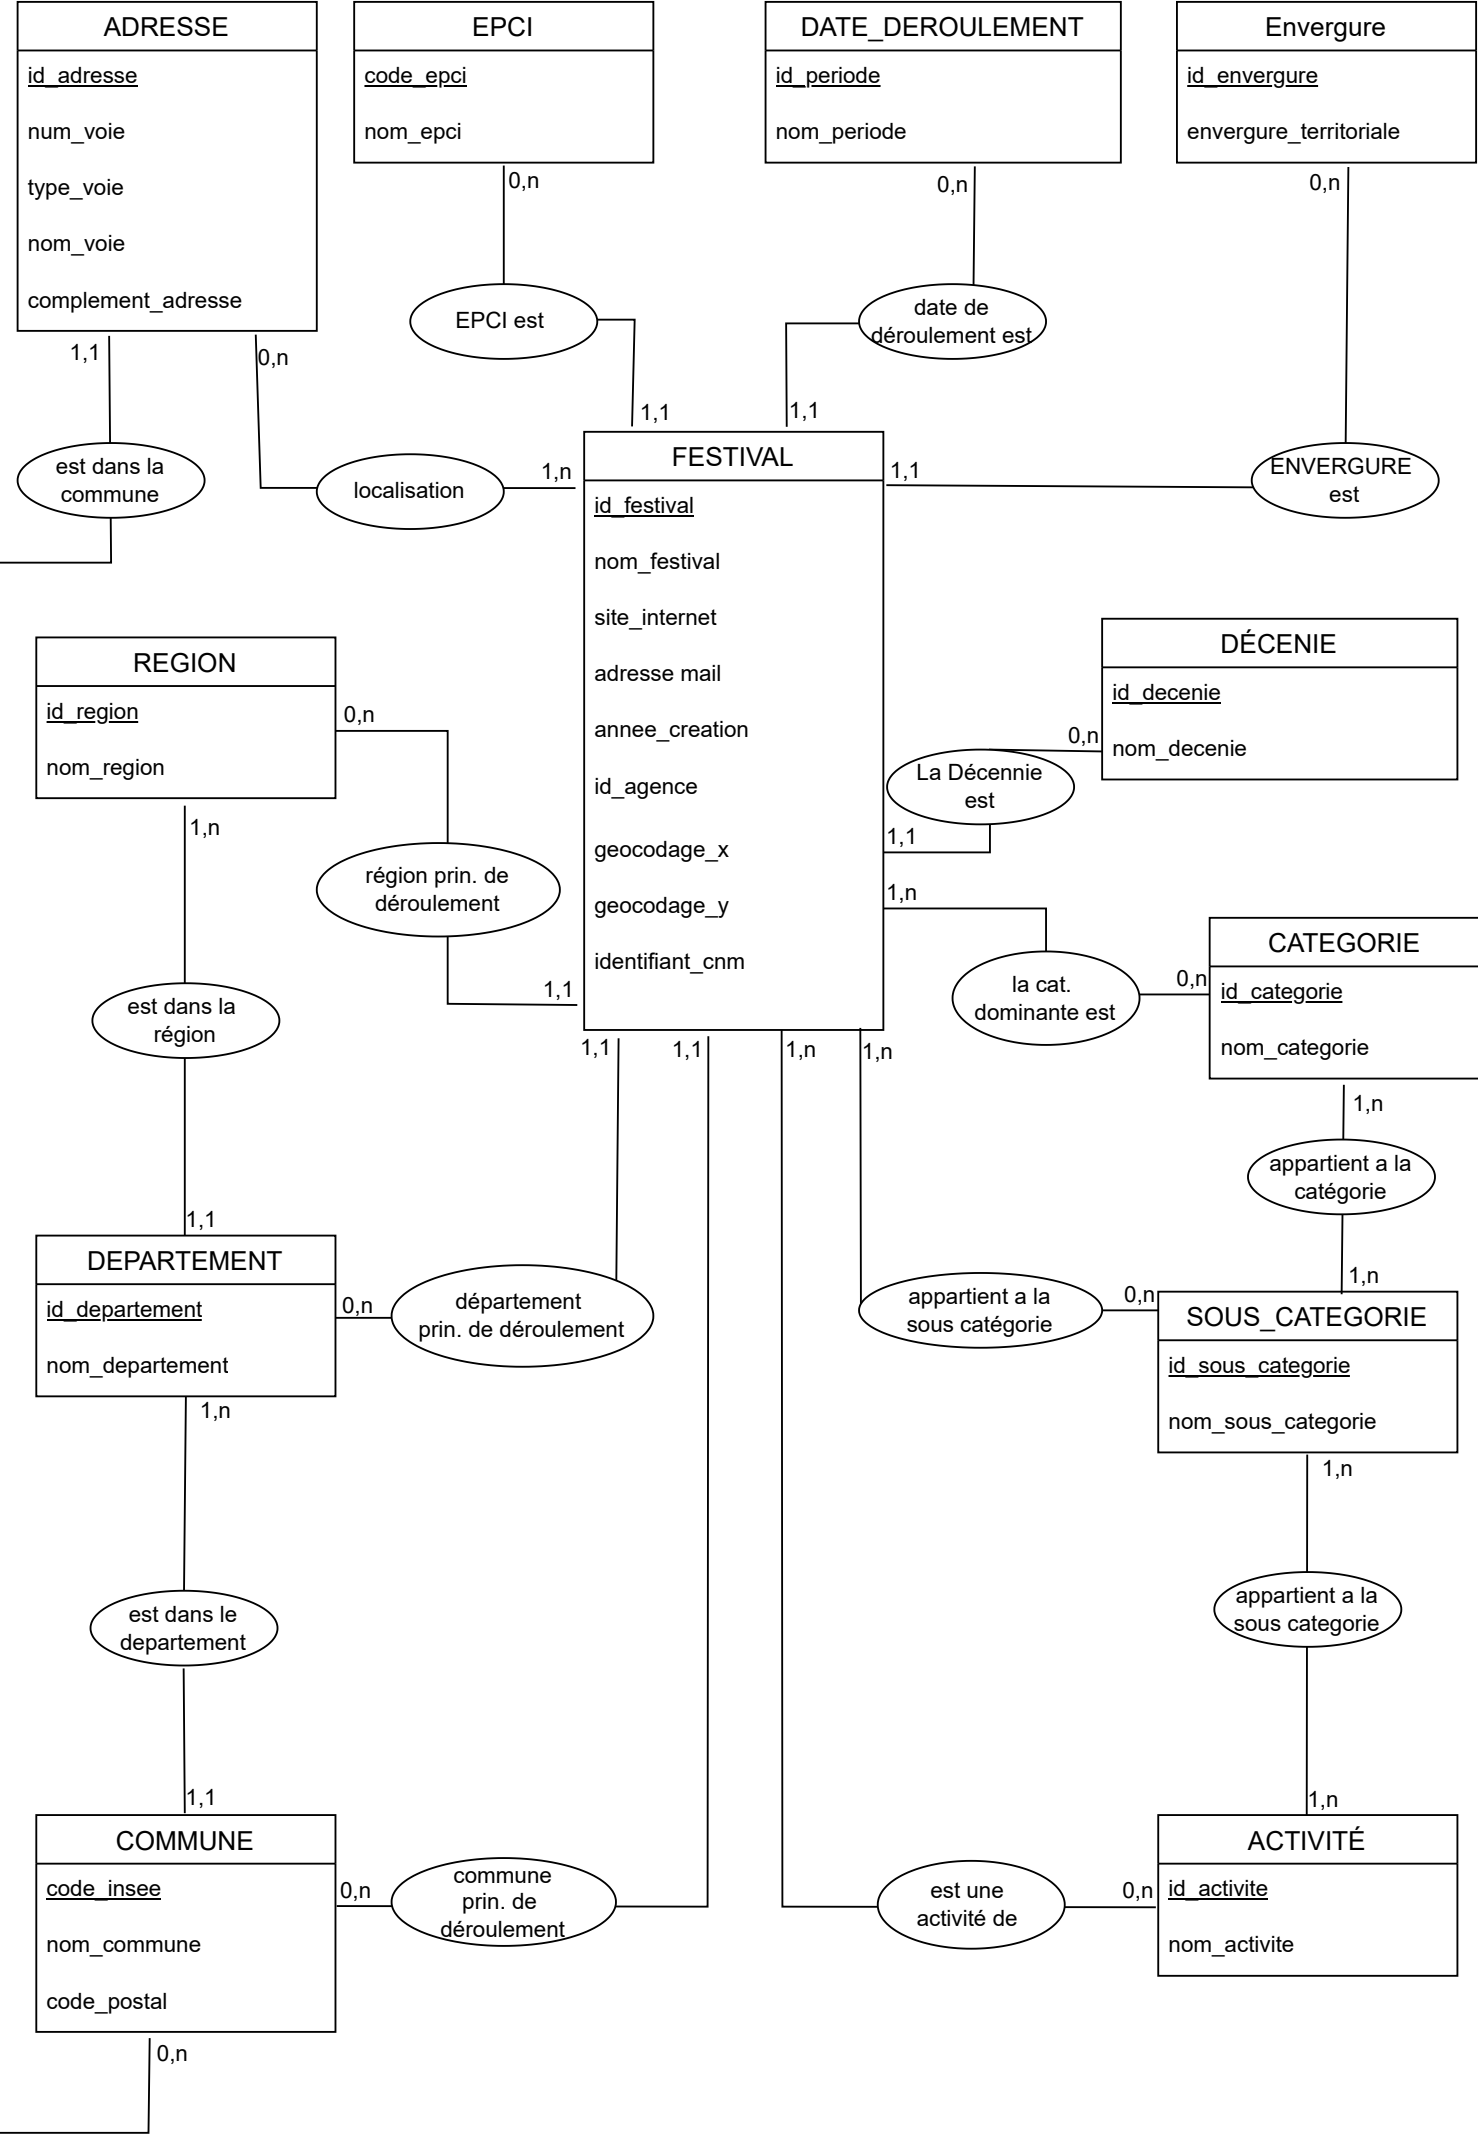 ADRESSE
id_adresse
num_voie
type_voie
nom_voie
complement_adresse
EPCI
code_epci
nom_epci
DATE_DEROULEMENT
id_periode
nom_periode
Envergure
id_envergure
envergure_territoriale
1,1
0,n
0,n
0,n
0,n
EPCI est
date de
déroulement est
1,1
1,1
est dans la
commune
localisation
1,n
1,1
ENVERGURE
est
FESTIVAL
id_festival
nom_festival
site_internet
adresse mail
annee_creation
id_agence
geocodage_x
geocodage_y
identifiant_cnm
REGION
id_region
nom_region
0,n
1,n
région prin. de
déroulement
1,1
DÉCENIE
id_decenie
nom_decenie
0,n
La Décennie
est
1,1
1,n
la cat.
dominante est
0,n
CATEGORIE
id_categorie
nom_categorie
est dans la
région
1,1
1,1
1,n
1,n
1,n
appartient a la
catégorie
1,n
1,1
DEPARTEMENT
id_departement
nom_departement
0,n
département
prin. de déroulement
appartient a la
sous catégorie
0,n
SOUS_CATEGORIE
id_sous_categorie
nom_sous_categorie
1,n
1,n
est dans le
departement
appartient a la
sous categorie
1,1
1,n
COMMUNE
code_insee
nom_commune
code_postal
0,n
commune
prin. de
déroulement
est une
activité de
0,n
ACTIVITÉ
id_activite
nom_activite
0,n